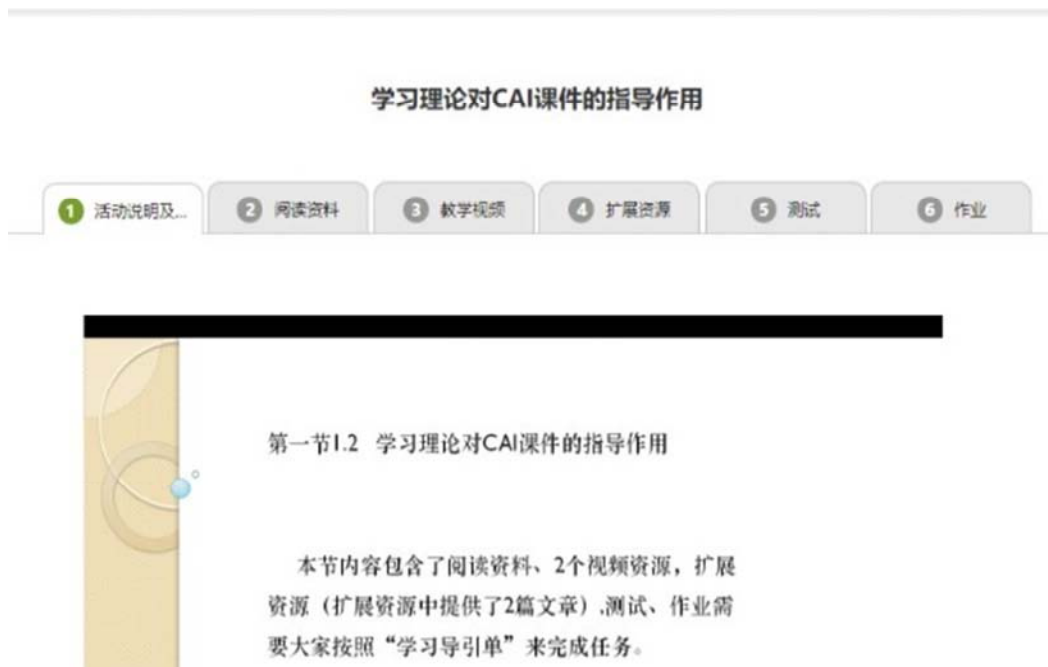 学习理论对CAI课件的指导作用
1 活动说明及...
2 阅读资料
3 教学视频
4 扩展资源
5 测试
6 作业
第一节1.2 学习理论对CAI课件的指导作用
本节内容包含了阅读资料、2个视频资源，扩展
资源（扩展资源中提供了2篇文章）,测试、作业需
要大家按照“学习导引单”来完成任务。